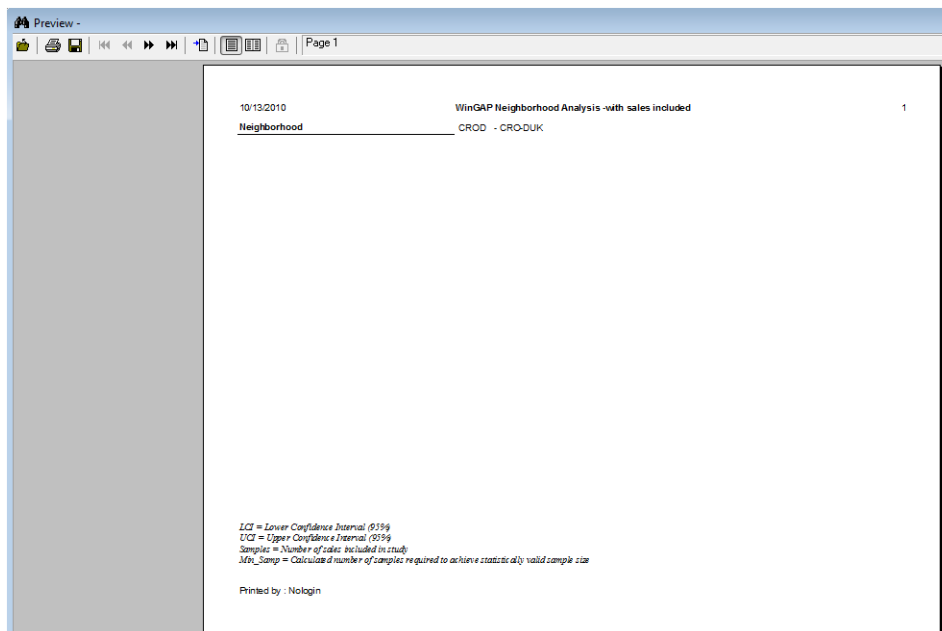 Preview -
Page 1
10/13/2010 WinGAP Neighborhood Analysis -with sales included 1
Neighborhood CROD - CRO-DUK
LCI = Lower Confidence Interval (95%)
UCI = Upper Confidence Interval (95%)
Samples = Number of sales included in study
Min_Samp = Calculated number of samples required to achieve statistically valid sample size
Printed by : Nologin